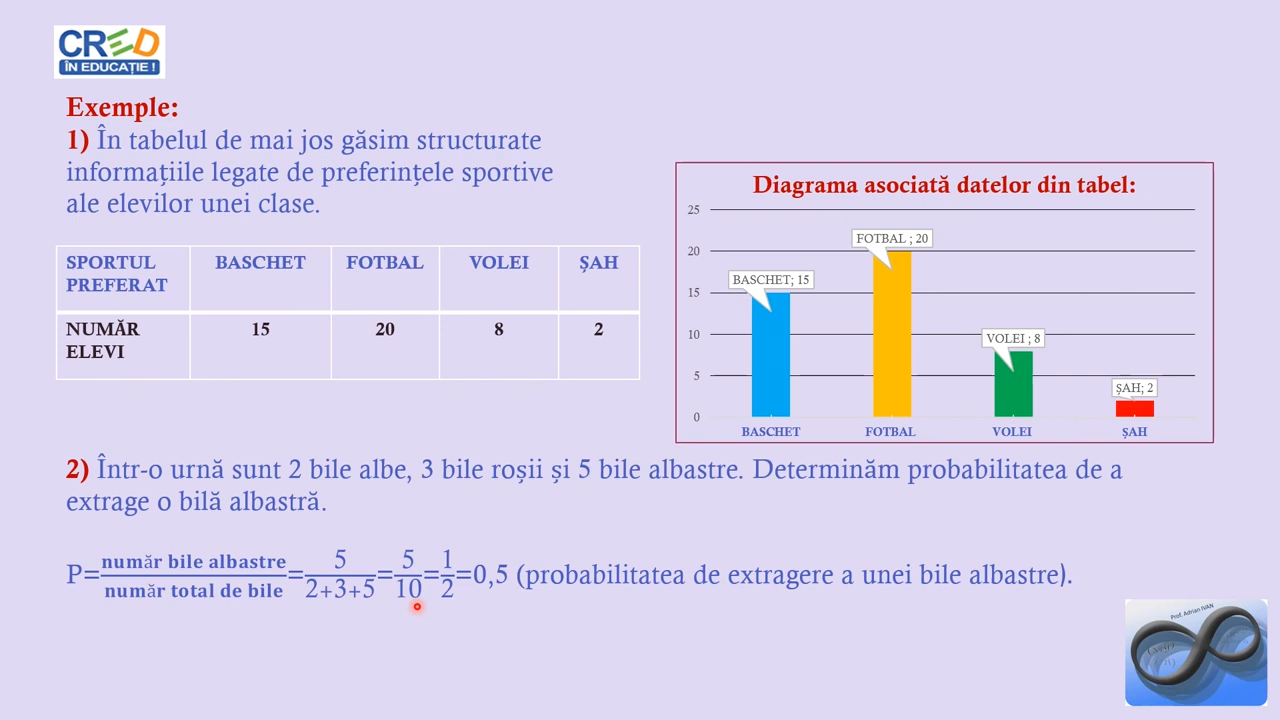 CRED
ÎN EDUCAȚIE !
Exemple:
1) În tabelul de mai jos găsim structurate
informațiile legate de preferințele sportive
ale elevilor unei clase.
SPORTUL PREFERAT BASCHET FOTBAL VOLEI ȘAH
NUMĂR ELEVI 15 20 8 2
Diagrama asociată datelor din tabel:
25
20
15
10
5
0
FOTBAL ; 20
BASCHET; 15
VOLEI ; 8
ȘAH; 2
BASCHET FOTBAL VOLEI ȘAH
2) Într-o urnă sunt 2 bile albe, 3 bile roșii și 5 bile albastre. Determinăm probabilitatea de a
extrage o bilă albastră.
P=număr bile albastre/număr total de bile=5/2+3+5=5/10=1/2=0,5 (probabilitatea de extragere a unei bile albastre).
Prof. Adrian IVAN